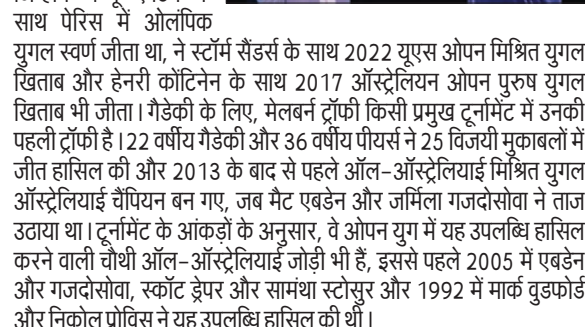 साथ पेरिस में ओलंपिक
युगल स्वर्ण जीता था, ने स्टॉर्म सैंडर्स के साथ 2022 यूएस ओपन मिश्रित युगल
खिताब और हेनरी कोंटिनेन के साथ 2017 ऑस्ट्रेलियन ओपन पुरुष युगल
खिताब भी जीता। गैडेकी के लिए, मेलबर्न ट्रॉफी किसी प्रमुख टूर्नामेंट में उनकी
पहली ट्रॉफी है।22 वर्षीय गैडेकी और 36 वर्षीय पीयर्स ने 25 विजयी मुकाबलों में
जीत हासिल की और 2013 के बाद से पहले ऑल-ऑस्ट्रेलियाई मिश्रित युगल
ऑस्ट्रेलियाई चैंपियन बन गए, जब मैट एबडेन और जर्मिला गजदोसोवा ने ताज
उठाया था।टूर्नामेंट के आंकड़ों के अनुसार, वे ओपन युग में यह उपलब्धि हासिल
करने वाली चौथी ऑल-ऑस्ट्रेलियाई जोड़ी भी हैं, इससे पहले 2005 में एबडेन
और गजदोसोवा, स्कॉट ड्रेपर और सामंथा स्टोसुर और 1992 में मार्क वुडफोर्ड
और निकोल प्रोविस ने यह उपलब्धि हासिल की थी।